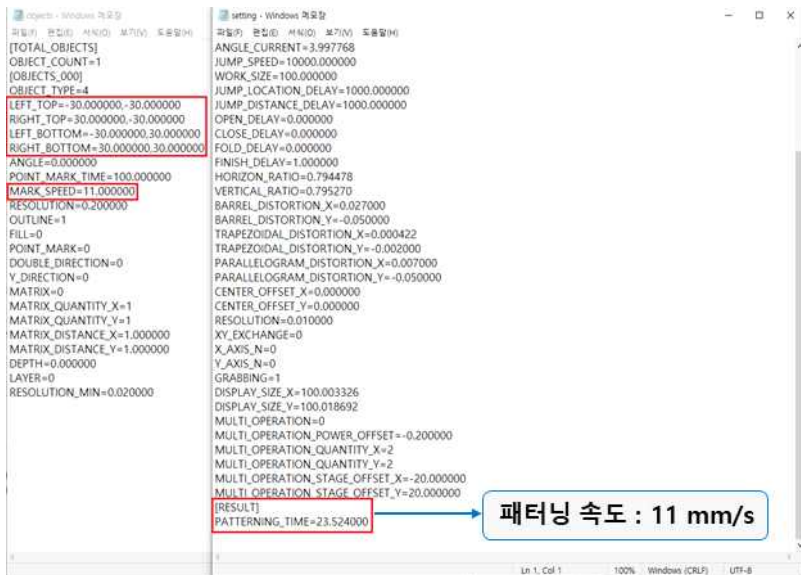 objects - Windows 메모장
파일(F) 편집(E) 서식(O) 보기(V) 도움말(H)
[TOTAL_OBJECTS]
OBJECT_COUNT=1
[OBJECTS_000]
OBJECT_TYPE=4
LEFT_TOP=-30.000000,-30.000000
RIGHT_TOP=30.000000,-30.000000
LEFT_BOTTOM=-30.000000,30.000000
RIGHT_BOTTOM=30.000000,30.000000
ANGLE=0.000000
POINT_MARK_TIME=100.000000
MARK_SPEED=11.000000
RESOLUTION=0.200000
OUTLINE=1
FILL=0
POINT_MARK=0
DOUBLE_DIRECTION=0
Y_DIRECTION=0
MATRIX=0
MATRIX_QUANTITY_X=1
MATRIX_QUANTITY_Y=1
MATRIX_DISTANCE_X=1.000000
MATRIX_DISTANCE_Y=1.000000
DEPTH=0.000000
LAYER=0
RESOLUTION_MIN=0.020000
setting - Windows 메모장
파일(F) 편집(E) 서식(O) 보기(V) 도움말(H)
ANGLE_CURRENT=3.997768
JUMP_SPEED=10000.000000
WORK_SIZE=100.000000
JUMP_LOCATION_DELAY=1000.000000
JUMP_DISTANCE_DELAY=1000.000000
OPEN_DELAY=0.000000
CLOSE_DELAY=0.000000
FOLD_DELAY=0.000000
FINISH_DELAY=1.000000
HORIZON_RATIO=0.794478
VERTICAL_RATIO=0.795270
BARREL_DISTORTION_X=0.027000
BARREL_DISTORTION_Y=-0.050000
TRAPEZOIDAL_DISTORTION_X=0.000422
TRAPEZOIDAL_DISTORTION_Y=-0.002000
PARALLELOGRAM_DISTORTION_X=0.007000
PARALLELOGRAM_DISTORTION_Y=-0.050000
CENTER_OFFSET_X=0.000000
CENTER_OFFSET_Y=0.000000
RESOLUTION=0.010000
XY_EXCHANGE=0
X_AXIS_N=0
Y_AXIS_N=0
GRABBING=1
DISPLAY_SIZE_X=100.003326
DISPLAY_SIZE_Y=100.018692
MULTI_OPERATION=0
MULTI_OPERATION_POWER_OFFSET=-0.200000
MULTI_OPERATION_QUANTITY_X=2
MULTI_OPERATION_QUANTITY_Y=2
MULTI_OPERATION_STAGE_OFFSET_X=-20.000000
MULTI_OPERATION_STAGE_OFFSET_Y=20.000000
[RESULT]
PATTERNING_TIME=23.524000
패터닝 속도 : 11 mm/s
Ln 1, Col 1 100% Windows (CRLF) UTF-8